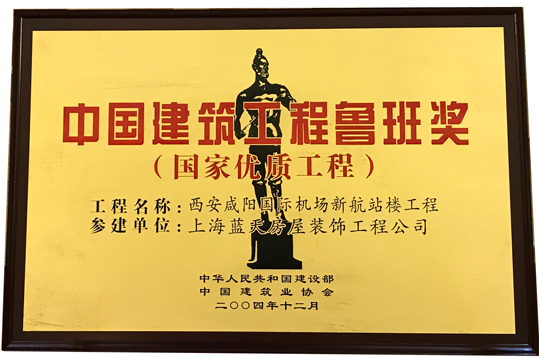 中国建筑工程鲁班奖
（国家优质工程）
工程名称：西安咸阳国际机场新航站楼工程
参建单位：上海蓝天房屋装饰工程公司
中华人民共和国建设部
中国建筑业协会
二〇〇四年十二月